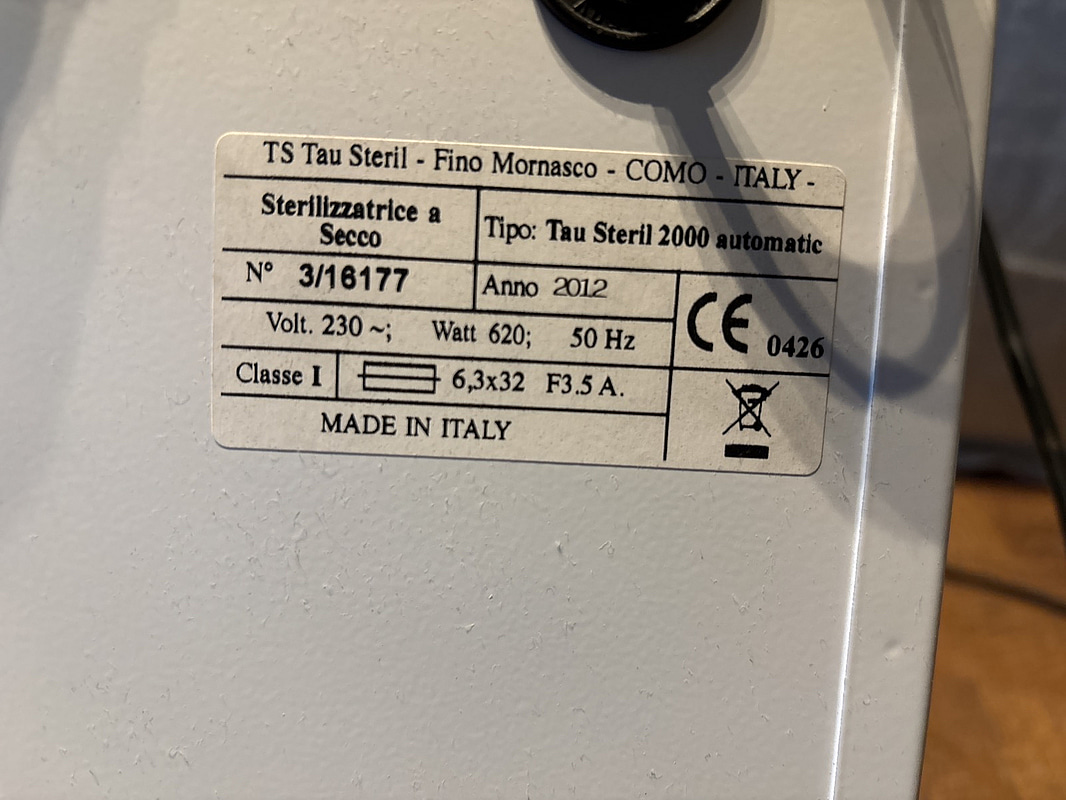 TS Tau Steril - Fino Mornasco - COMO - ITALY -
Sterilizzatrice a
Secco
Tipo: Tau Steril 2000 automatic
N° 3/16177
Anno 2012
CE 0426
Volt. 230 ~; Watt 620; 50 Hz
Classe I
6,3x32 F3.5 A.
MADE IN ITALY